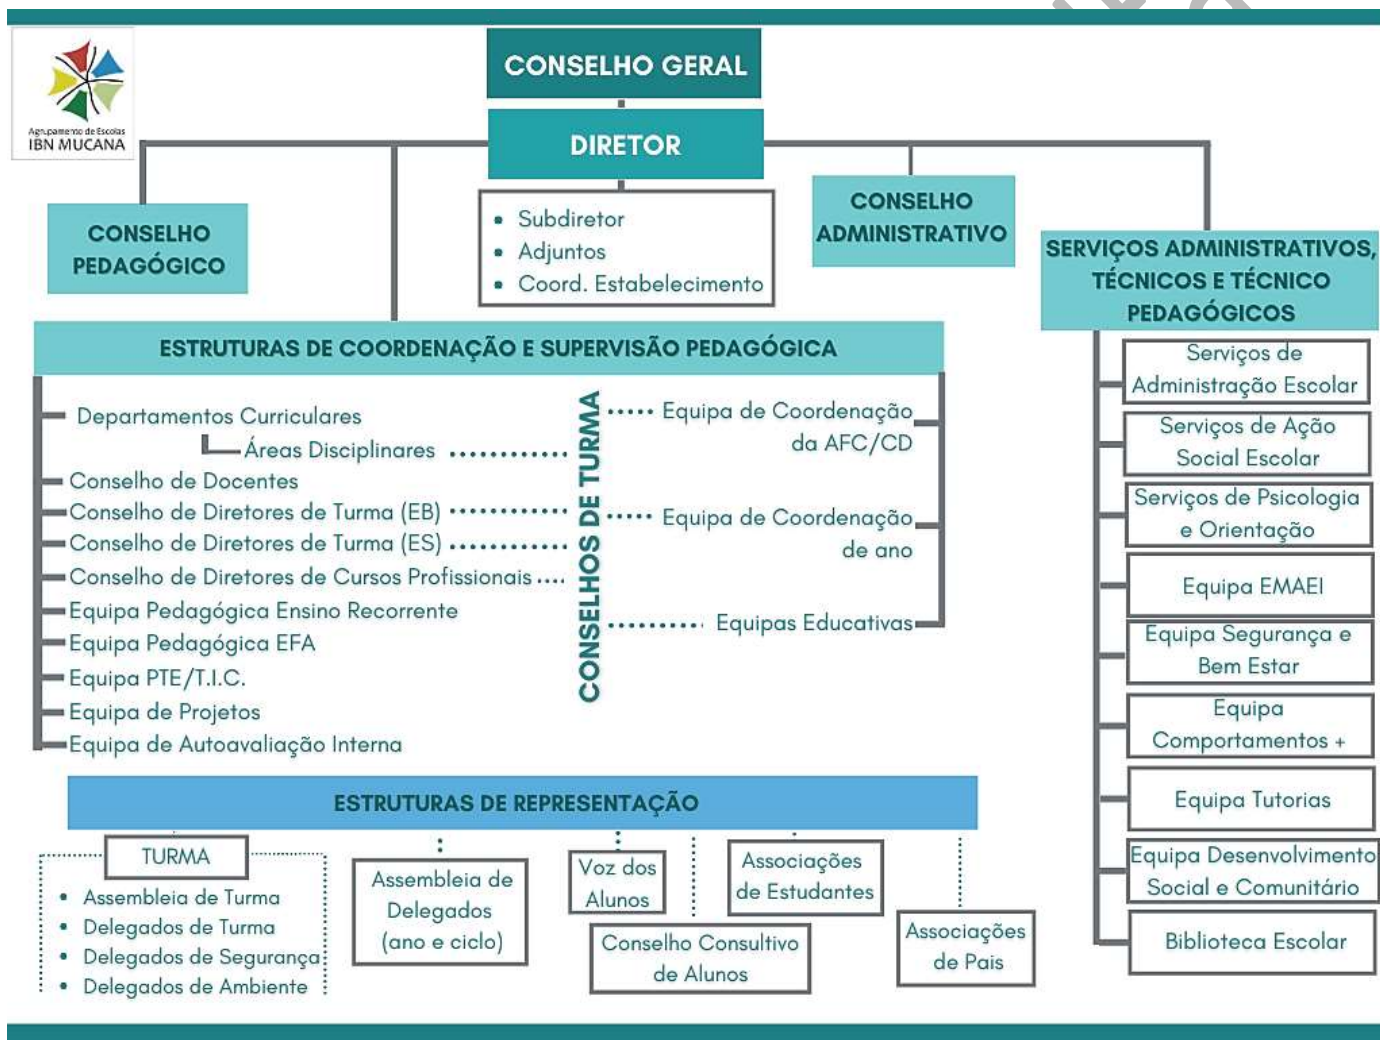 Agrupamento de Escolas
IBN MUCANA
CONSELHO GERAL
DIRETOR
• Subdiretor
• Adjuntos
• Coord. Estabelecimento
CONSELHO
PEDAGÓGICO
CONSELHO
ADMINISTRATIVO
SERVIÇOS ADMINISTRATIVOS,
TÉCNICOS E TÉCNICO
PEDAGÓGICOS
ESTRUTURAS DE COORDENAÇÃO E SUPERVISÃO PEDAGÓGICA
Departamentos Curriculares
Áreas Disciplinares
Conselho de Docentes
Conselho de Diretores de Turma (EB)
Conselho de Diretores de Turma (ES)
Conselho de Diretores de Cursos Profissionais
Equipa Pedagógica Ensino Recorrente
Equipa Pedagógica EFA
Equipa PTE/T.I.C.
Equipa de Projetos
Equipa de Autoavaliação Interna
CONSELHOS DE TURMA
Equipa de Coordenação
da AFC/CD
Equipa de Coordenação
de ano
Equipas Educativas
Serviços de
Administração Escolar
Serviços de Ação
Social Escolar
Serviços de Psicologia
e Orientação
Equipa EMAEI
Equipa Segurança e
Bem Estar
Equipa
Comportamentos +
Equipa Tutorias
Equipa Desenvolvimento
Social e Comunitário
Biblioteca Escolar
ESTRUTURAS DE REPRESENTAÇÃO
TURMA
• Assembleia de Turma
• Delegados de Turma
• Delegados de Segurança
• Delegados de Ambiente
Assembleia de
Delegados
(ano e ciclo)
Voz dos
Alunos
Conselho Consultivo
de Alunos
Associações
de Estudantes
Associações
de Pais